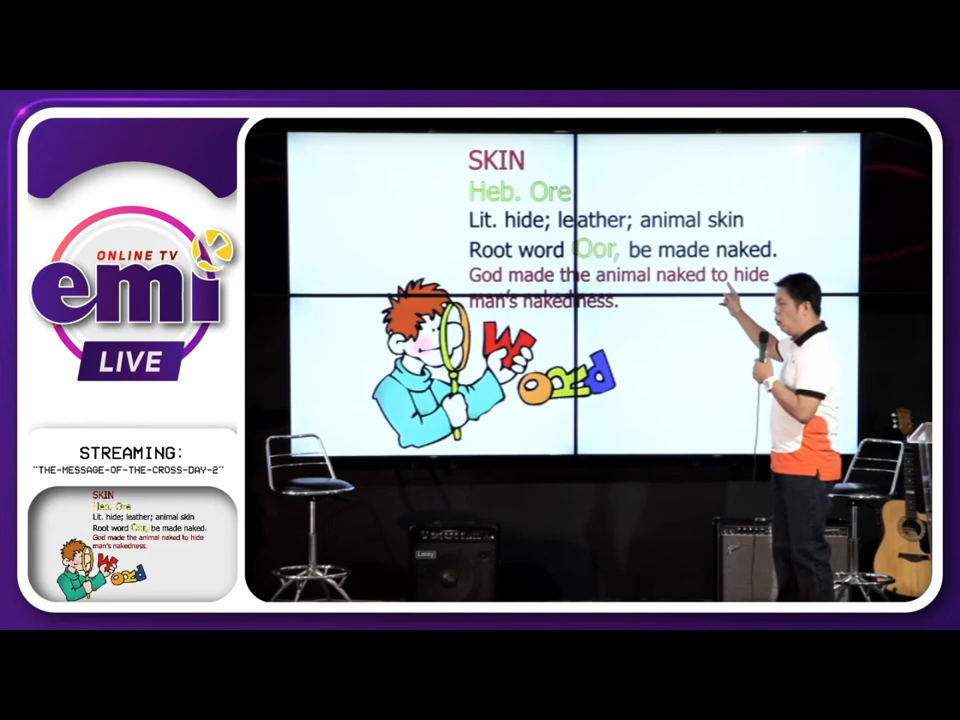 SKIN
Heb. Ore
Lit. hide; leather; animal skin
Root word Oor, be made naked.
God made the animal naked to hide
man's nakedness.
WORD
ONLINE TV
emi
LIVE
STREAMING:
"THE-MESSAGE-OF-THE-CROSS-DAY-2"
SKIN
Heb. Ore
Lit. hide; leather; animal skin
Root word Oor, be made naked.
God made the animal naked to hide
man's nakedness.
WORD
Laney